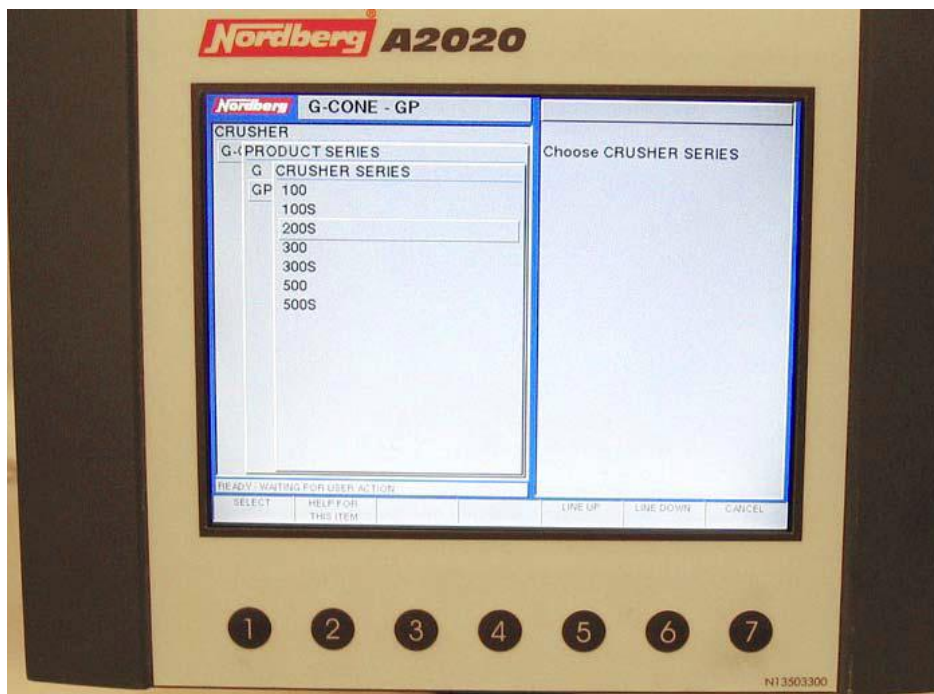 Nordberg® A2020
Nordberg G-CONE - GP
CRUSHER
G-C
PRODUCT SERIES
G
CRUSHER SERIES
GP
100
100S
200S
300
300S
500
500S
Choose CRUSHER SERIES
READY - WAITING FOR USER ACTION
SELECT
HELP FOR
THIS ITEM
LINE UP
LINE DOWN
CANCEL
1 2 3 4 5 6 7
N13503300